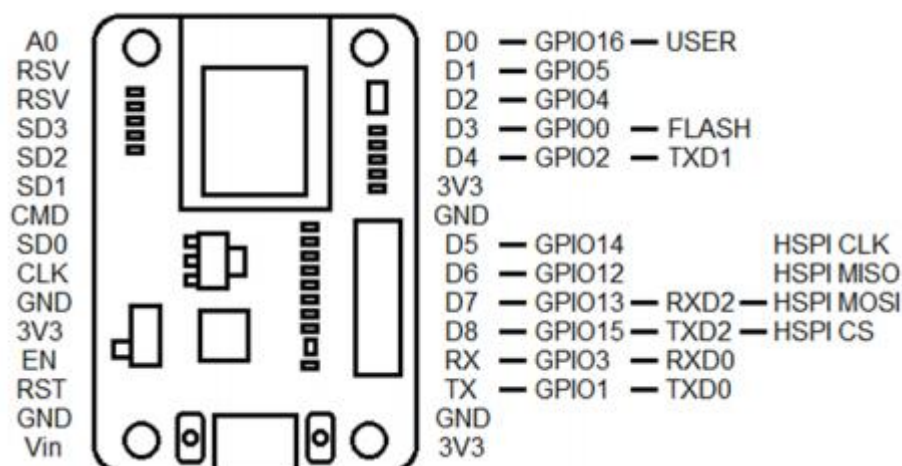 A0
RSV
RSV
SD3
SD2
SD1
CMD
SD0
CLK
GND
3V3
EN
RST
GND
Vin
D0 — GPIO16 — USER
D1 — GPIO5
D2 — GPIO4
D3 — GPIO0 — FLASH
D4 — GPIO2 — TXD1
3V3
GND
D5 — GPIO14 HSPI CLK
D6 — GPIO12 HSPI MISO
D7 — GPIO13 — RXD2 — HSPI MOSI
D8 — GPIO15 — TXD2 — HSPI CS
RX — GPIO3 — RXD0
TX — GPIO1 — TXD0
GND
3V3